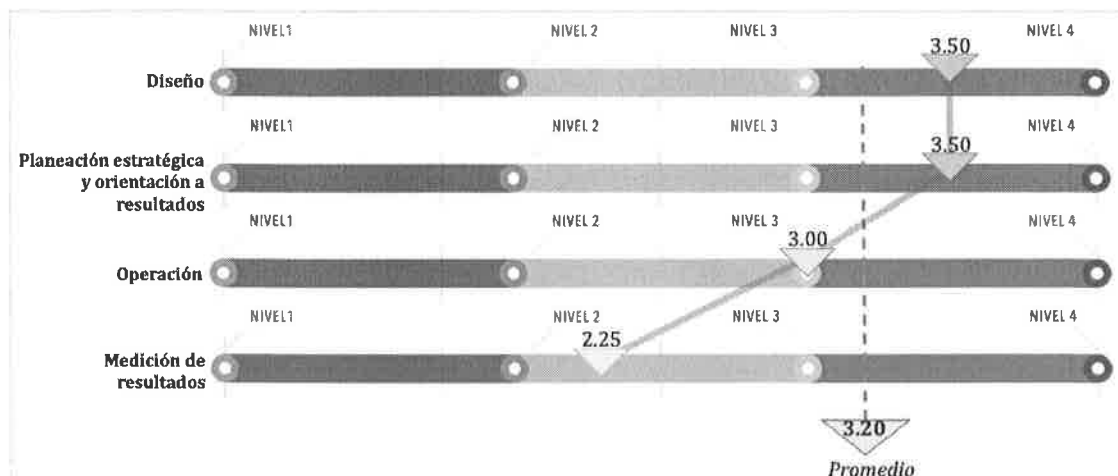 NIVEL1 NIVEL 2 NIVEL 3 NIVEL 4
3.50
Diseño
NIVEL1 NIVEL 2 NIVEL 3 NIVEL 4
3.50
Planeación estratégica
y orientación a
resultados
NIVEL1 NIVEL 2 NIVEL 3 NIVEL 4
3.00
Operación
NIVEL1 NIVEL 2 NIVEL 3 NIVEL 4
2.25
Medición de
resultados
3.20
Promedio